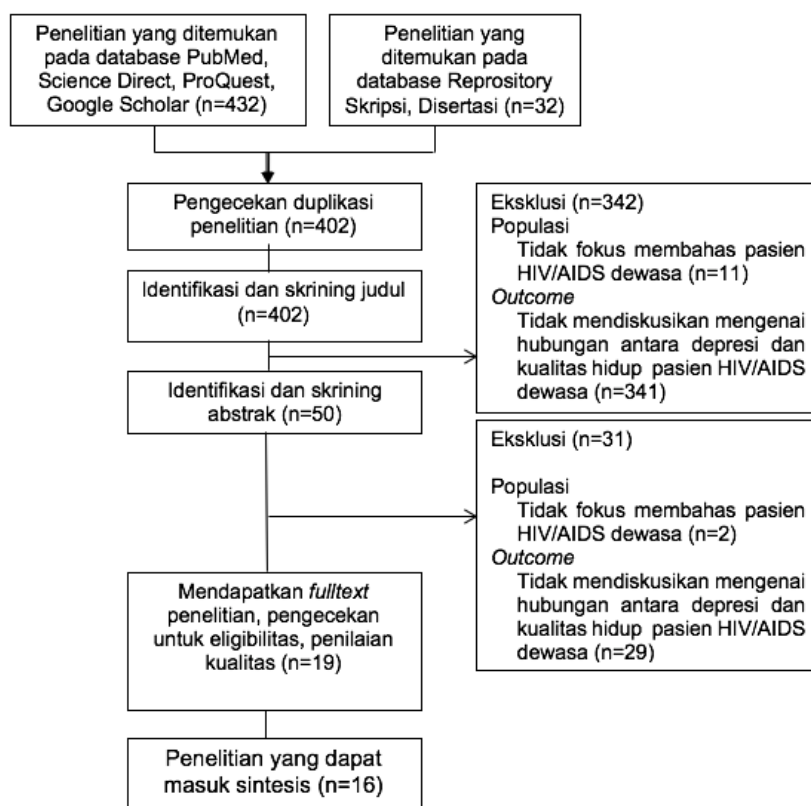 Penelitian yang ditemukan
pada database PubMed,
Science Direct, ProQuest,
Google Scholar (n=432)
Penelitian yang
ditemukan pada
database Reprository
Skripsi, Disertasi (n=32)
Pengecekan duplikasi
penelitian (n=402)
Identifikasi dan skrining judul
(n=402)
Eksklusi (n=342)
Populasi
Tidak fokus membahas pasien
HIV/AIDS dewasa (n=11)
Outcome
Tidak mendiskusikan mengenai
hubungan antara depresi dan
kualitas hidup pasien HIV/AIDS
dewasa (n=341)
Identifikasi dan skrining
abstrak (n=50)
Eksklusi (n=31)
Populasi
Tidak fokus membahas pasien
HIV/AIDS dewasa (n=2)
Outcome
Tidak mendiskusikan mengenai
hubungan antara depresi dan
kualitas hidup pasien HIV/AIDS
dewasa (n=29)
Mendapatkan fulltext
penelitian, pengecekan
untuk eligibilitas, penilaian
kualitas (n=19)
Penelitian yang dapat
masuk sintesis (n=16)